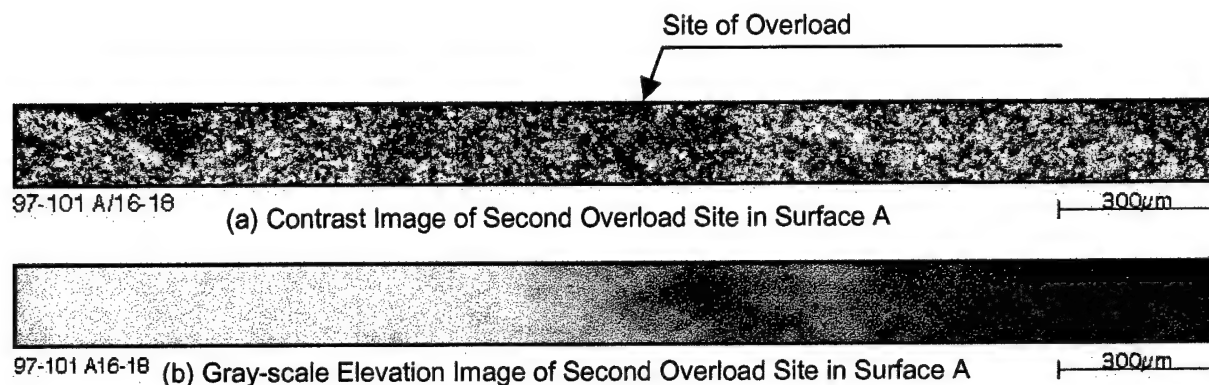 Site of Overload
97-101 A/16-18
(a) Contrast Image of Second Overload Site in Surface A
300µm
97-101 A16-18
(b) Gray-scale Elevation Image of Second Overload Site in Surface A
300µm